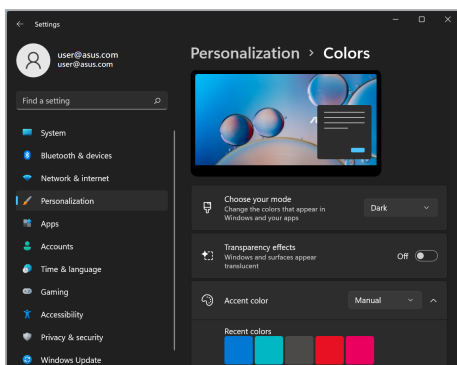 Settings
user@asus.com
user@asus.com
Find a setting
System
Bluetooth & devices
Network & internet
Personalization
Apps
Accounts
Time & language
Gaming
Accessibility
Privacy & security
Windows Update
Personalization > Colors
Choose your mode
Change the colors that appear in
Windows and your apps
Dark
Transparency effects
Windows and surfaces appear
translucent
Off
Accent color
Manual
Recent colors